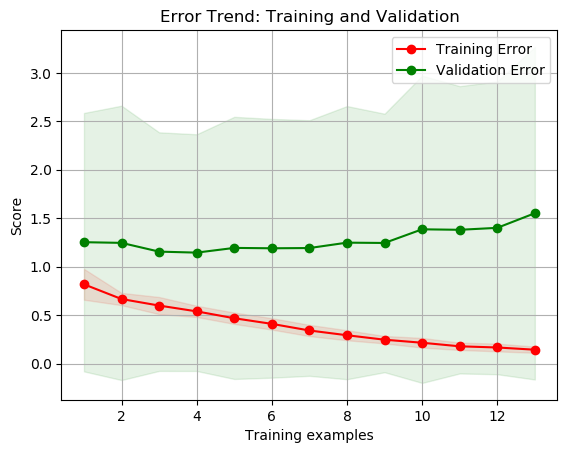 Error Trend: Training and Validation
Training Error
Validation Error
3.0
2.5
2.0
1.5
1.0
0.5
0.0
Score
2 4 6 8 10 12
Training examples